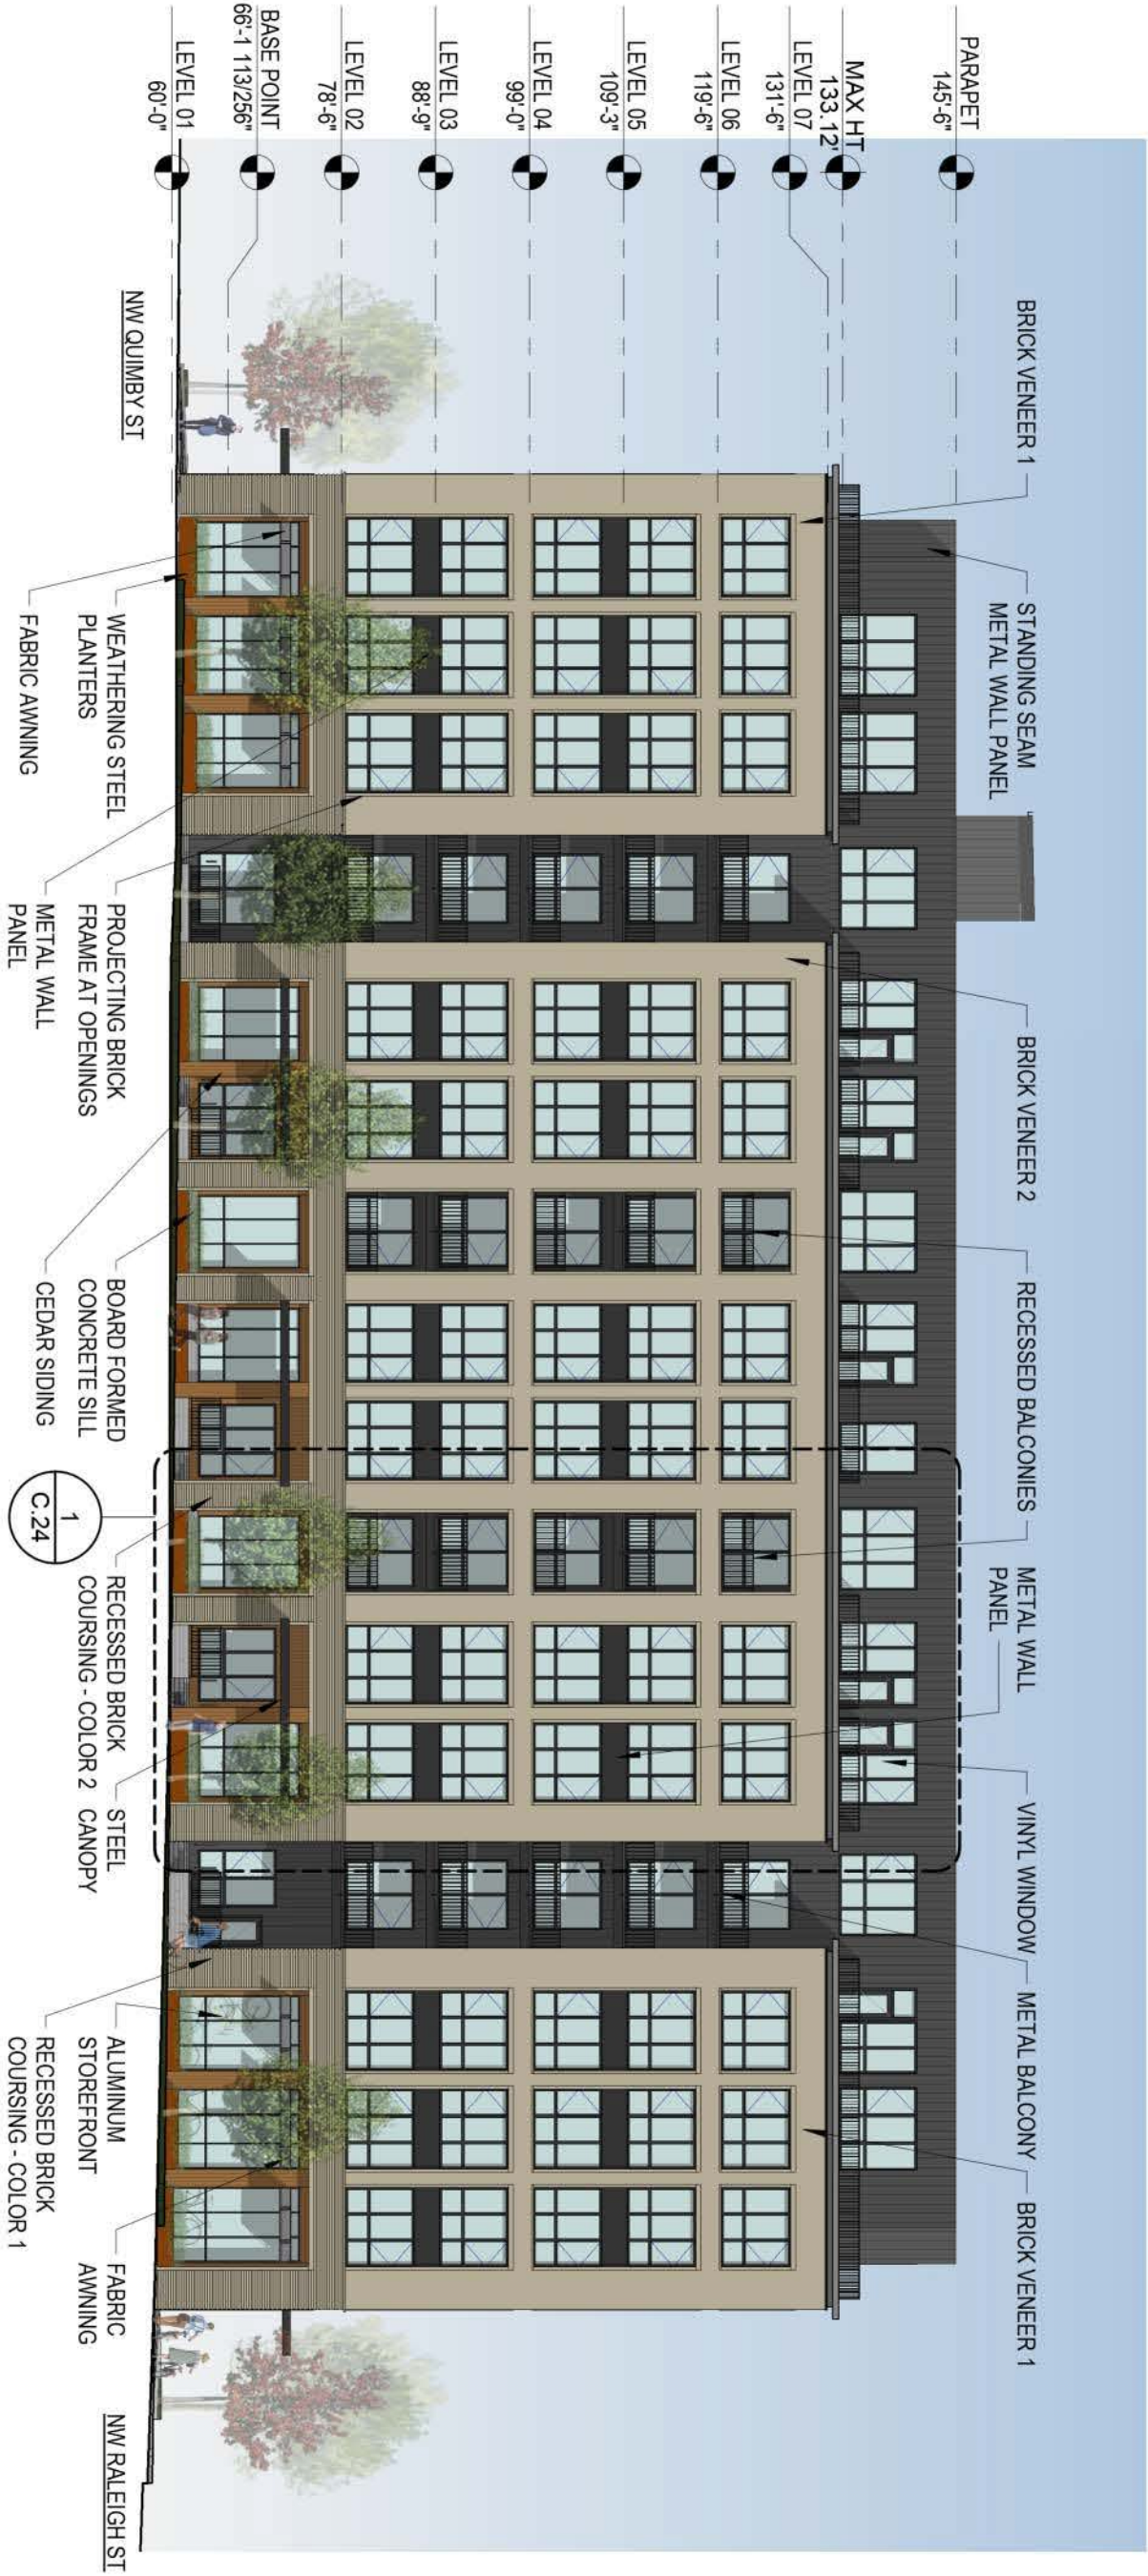 PARAPET
145'-6"
MAX HT
133.12'
LEVEL 07
131'-6"
LEVEL 06
119'-6"
LEVEL 05
109'-3"
LEVEL 04
99'-0"
LEVEL 03
88'-9"
LEVEL 02
78'-6"
BASE POINT
66'-1 113/256"
LEVEL 01
60'-0"
BRICK VENEER 1
STANDING SEAM
METAL WALL PANEL
BRICK VENEER 2
RECESSED BALCONIES
METAL WALL
PANEL
VINYL WINDOW
METAL BALCONY
BRICK VENEER 1
NW QUIMBY ST
FABRIC AWNING
WEATHERING STEEL
PLANTERS
METAL WALL
PANEL
PROJECTING BRICK
FRAME AT OPENINGS
CEDAR SIDING
BOARD FORMED
CONCRETE SILL
1
C.24
RECESSED BRICK
COURSING - COLOR 2
STEEL
CANOPY
RECESSED BRICK
COURSING - COLOR 1
ALUMINUM
STOREFRONT
FABRIC
AWNING
NW RALEIGH ST